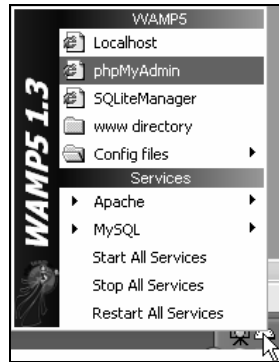 WAMP5
Localhost
phpMyAdmin
SQLiteManager
www directory
Config files
Services
Apache
MySQL
Start All Services
Stop All Services
Restart All Services
WAMP5 1.3